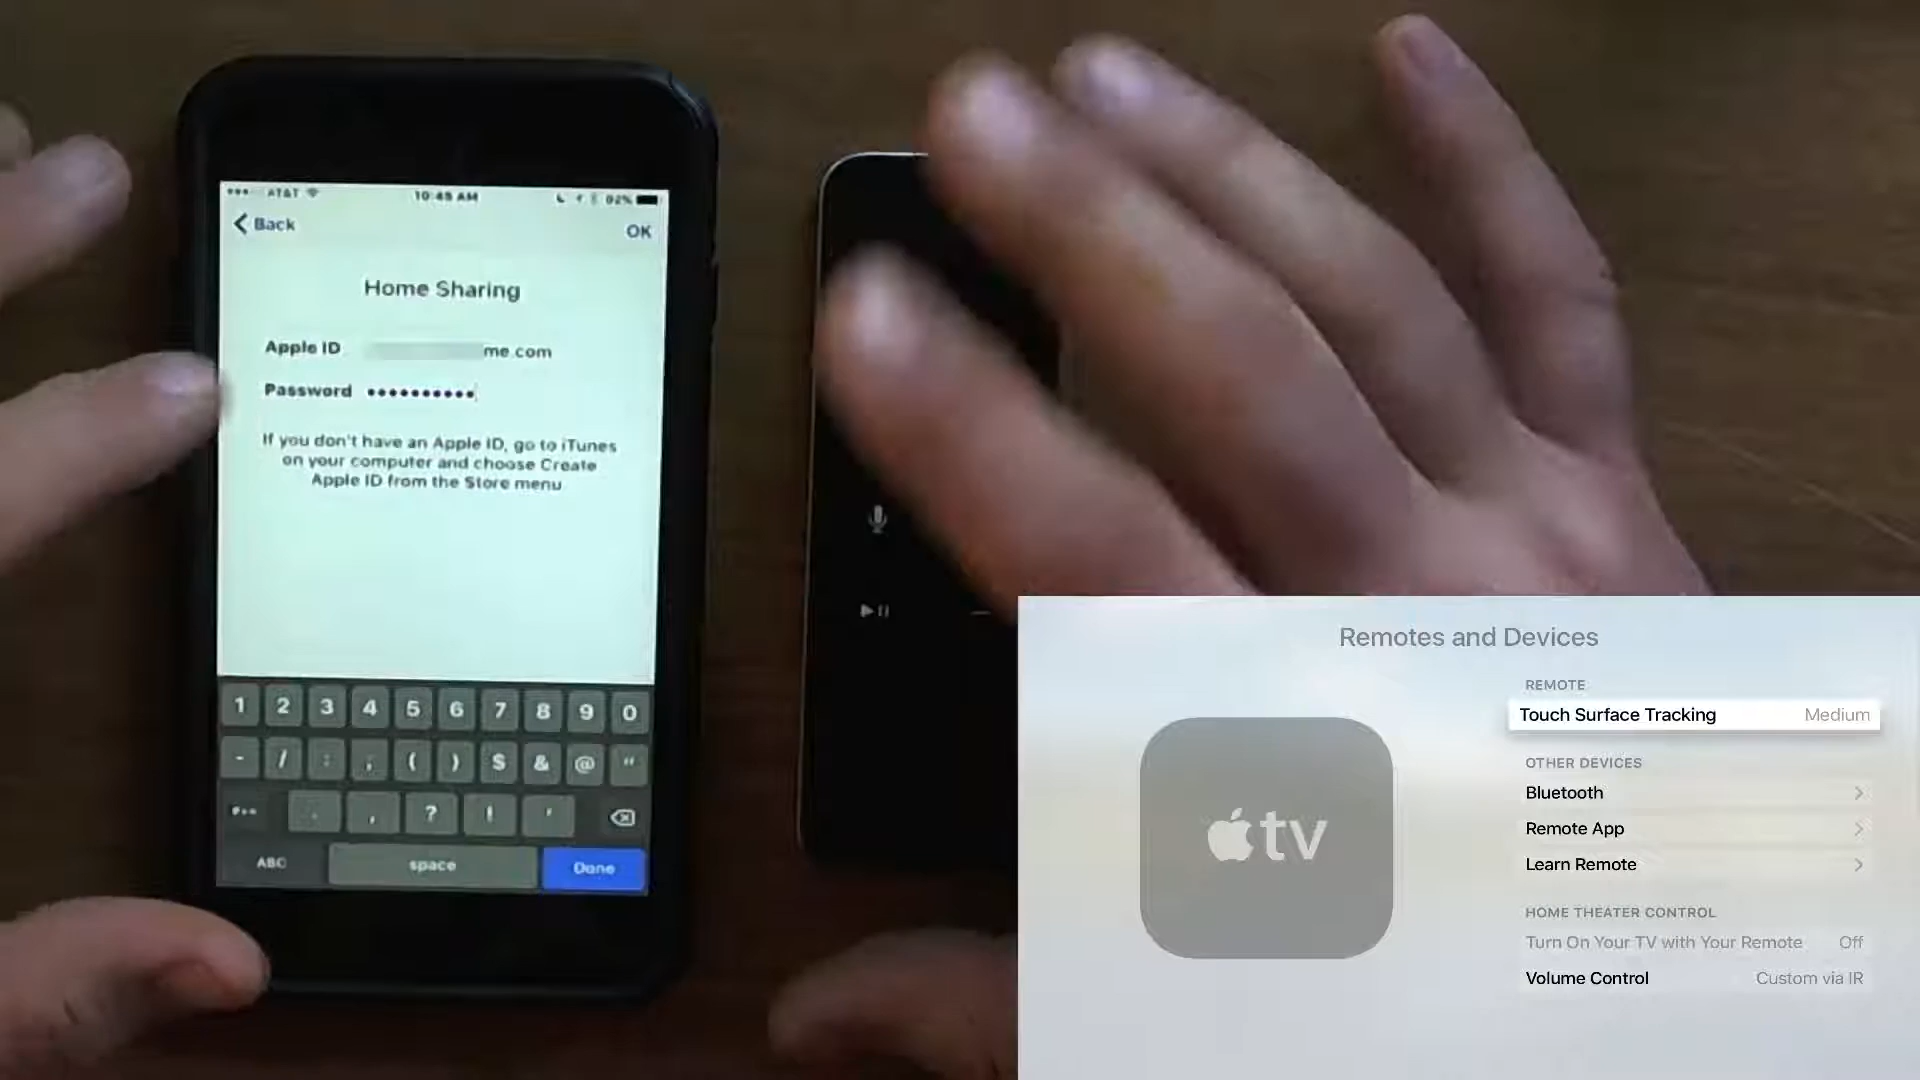 AT&T 10:45 AM 92%
Back OK
Home Sharing
Apple ID me.com
Password ••••••••••
If you don't have an Apple ID, go to iTunes
on your computer and choose Create
Apple ID from the Store menu
1 2 3 4 5 6 7 8 9 0
- / : ; ( ) $ & @ "
. , ? ! '
ABC space Done
Remotes and Devices
REMOTE
Touch Surface Tracking Medium
OTHER DEVICES
Bluetooth
Remote App
Learn Remote
HOME THEATER CONTROL
Turn On Your TV with Your Remote Off
Volume Control Custom via IR
tv